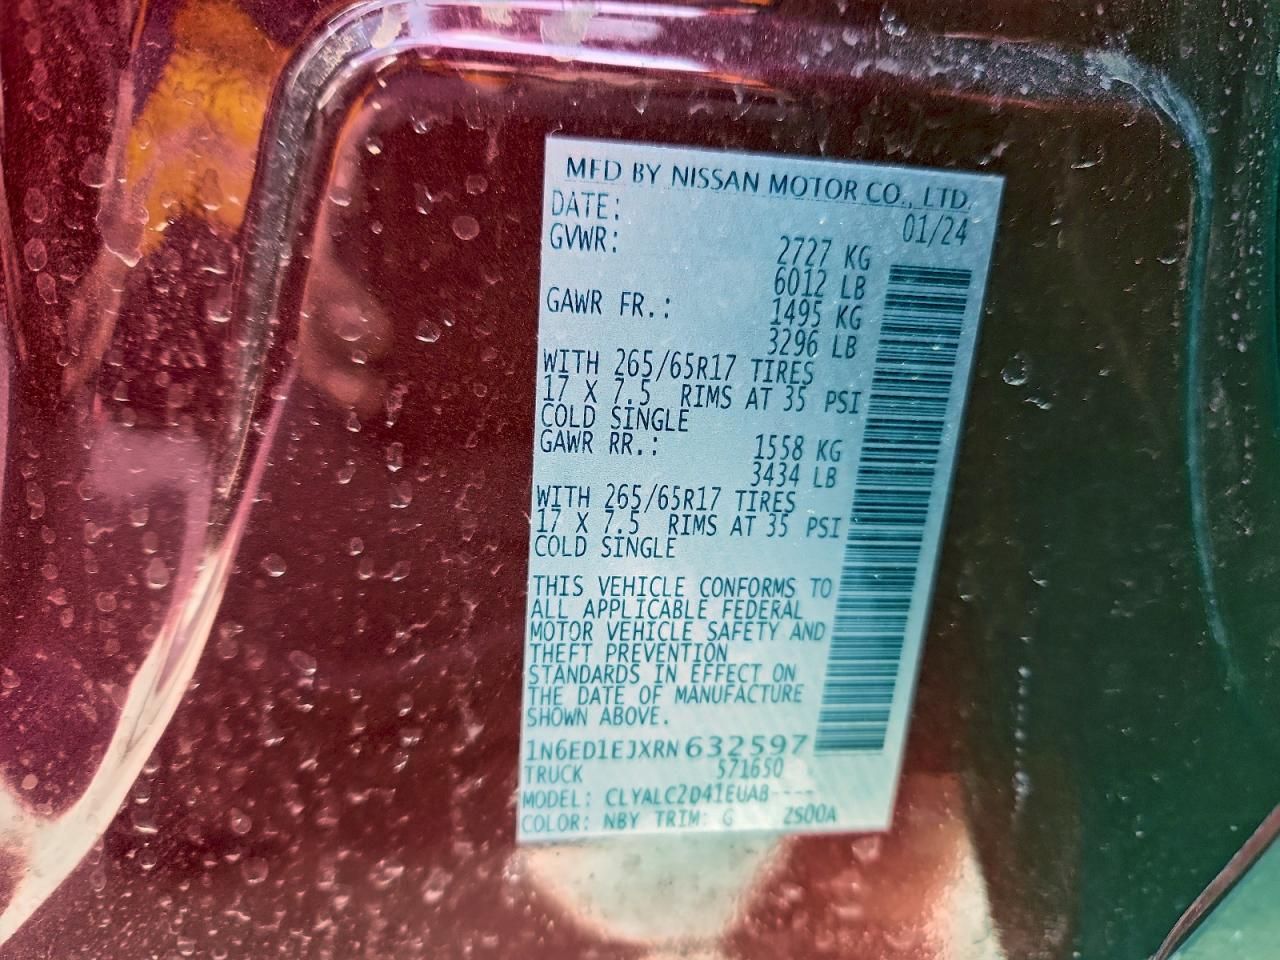 MFD BY NISSAN MOTOR CO., LTD.
DATE: 01/24
GVWR: 2727 KG
6012 LB
GAWR FR.: 1495 KG
3296 LB
WITH 265/65R17 TIRES
17 X 7.5 RIMS AT 35 PSI
COLD SINGLE
GAWR RR.: 1558 KG
3434 LB
WITH 265/65R17 TIRES
17 X 7.5 RIMS AT 35 PSI
COLD SINGLE
THIS VEHICLE CONFORMS TO
ALL APPLICABLE FEDERAL
MOTOR VEHICLE SAFETY AND
THEFT PREVENTION
STANDARDS IN EFFECT ON
THE DATE OF MANUFACTURE
SHOWN ABOVE.
1N6ED1EJXRN632597
TRUCK 571650
MODEL: CLYALC2D41EUAB----
COLOR: NBY TRIM: G ZS00A